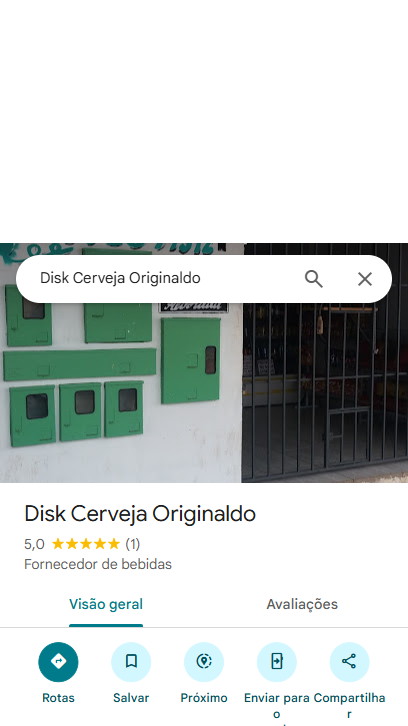 Disk Cerveja Originaldo
Disk Cerveja Originaldo
5,0 (1)
Fornecedor de bebidas
Visão geral
Avaliações
Rotas
Salvar
Próximo
Enviar para o
Compartilhar